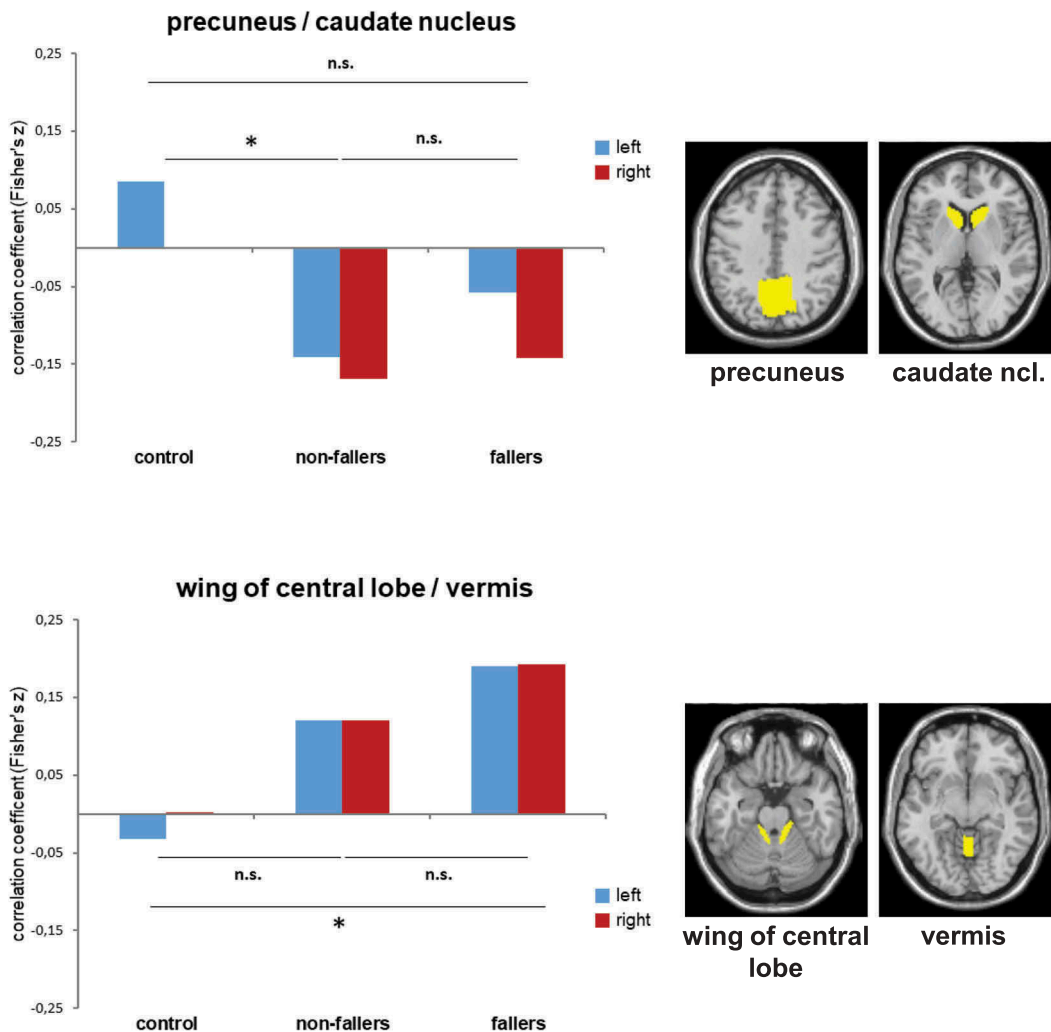 precuneus / caudate nucleus
correlation coefficent (Fisher's z)
0,25
0,15
0,05
-0,05
-0,15
-0,25
n.s.
*
n.s.
left
right
control
non-fallers
fallers
precuneus
caudate ncl.
wing of central lobe / vermis
correlation coefficient (Fisher's z)
0,25
0,15
0,05
-0,05
-0,15
-0,25
n.s.
n.s.
*
left
right
control
non-fallers
fallers
wing of central
lobe
vermis